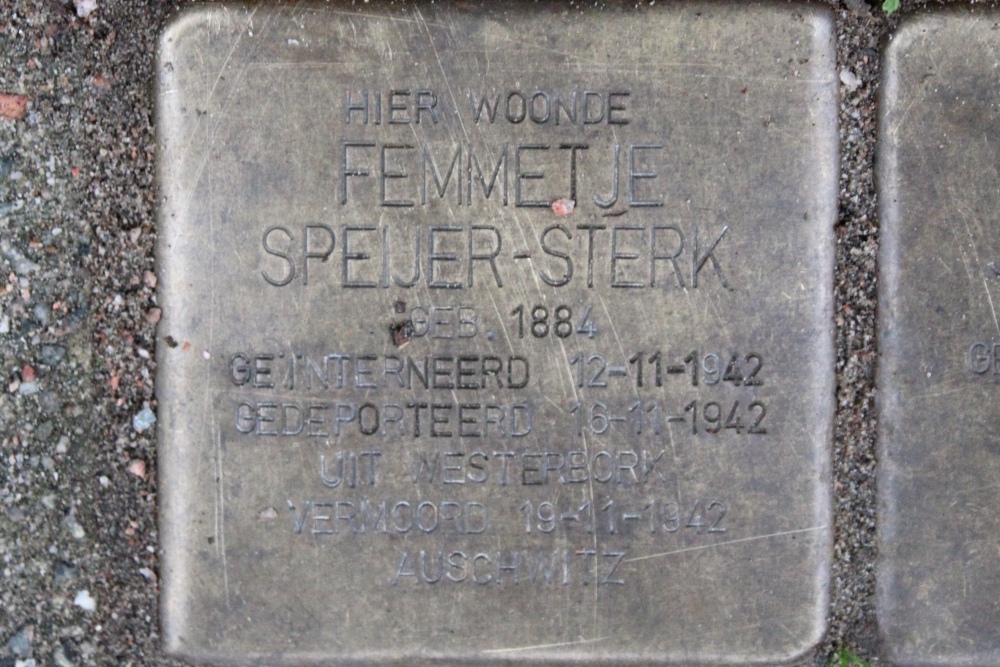 HIER WOONDE
FEMMETJE
SPEIJER-STERK
GEB. 1884
GEÏNTERNEERD 12-11-1942
GEDEPORTEERD 16-11-1942
UIT WESTERBORK
VERMOORD 19-11-1942
AUSCHWITZ
GE